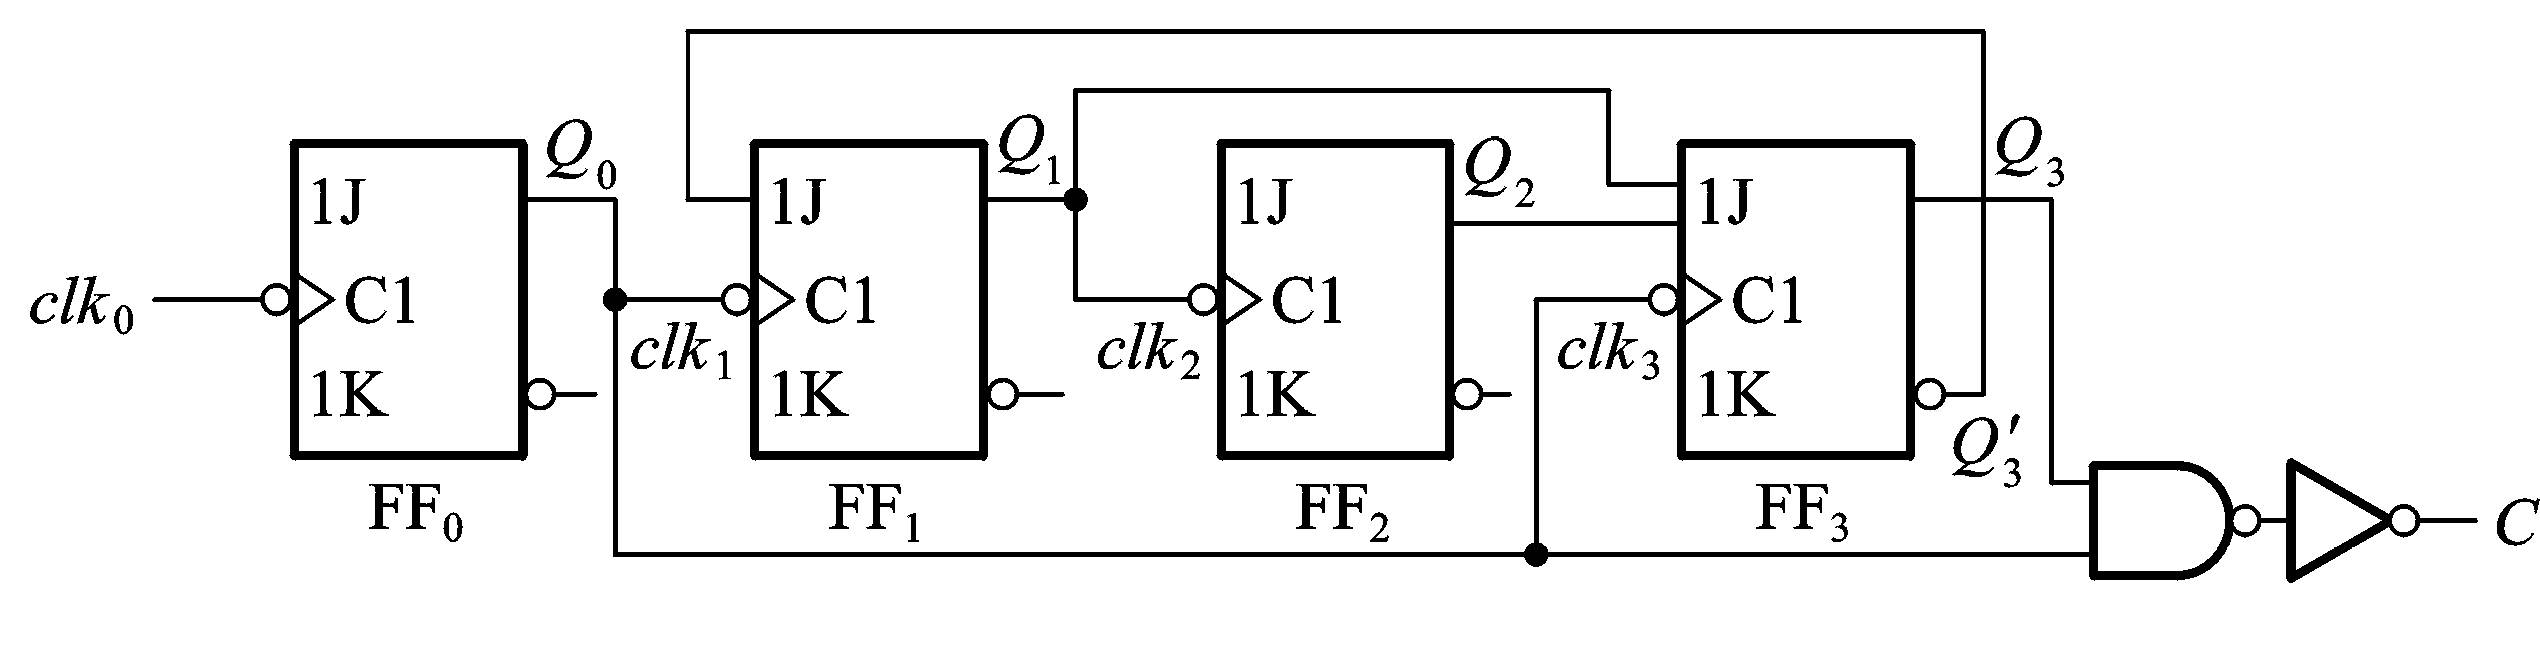 Q₀ Q₁ Q₂ Q₃
1J 1J 1J 1J
clk₀ C1 C1 C1 C1
clk₁ clk₂ clk₃
1K 1K 1K 1K
Q′₃
FF₀ FF₁ FF₂ FF₃
C